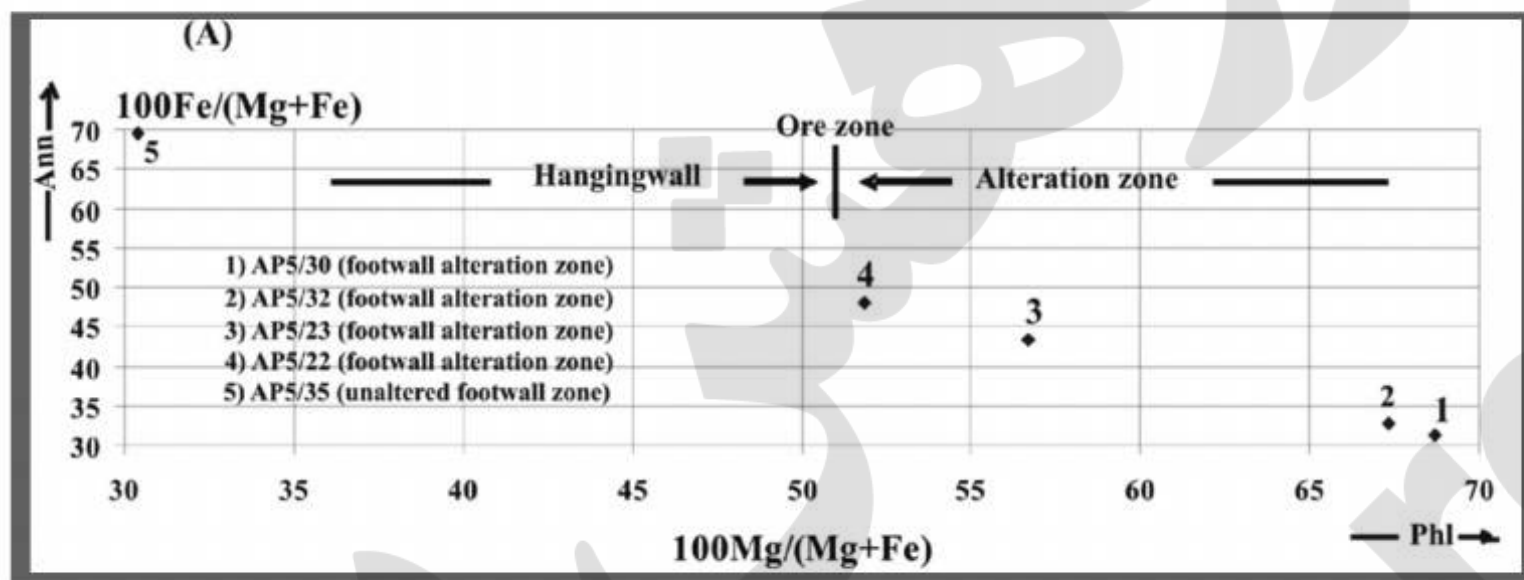 (A)
100Fe/(Mg+Fe)
Ann
70
65
60
55
50
45
40
35
30
5
Ore zone
Hangingwall
Alteration zone
1) AP5/30 (footwall alteration zone)
2) AP5/32 (footwall alteration zone)
3) AP5/23 (footwall alteration zone)
4) AP5/22 (footwall alteration zone)
5) AP5/35 (unaltered footwall zone)
4
3
2
1
30 35 40 45 50 55 60 65 70
100Mg/(Mg+Fe)
Phl